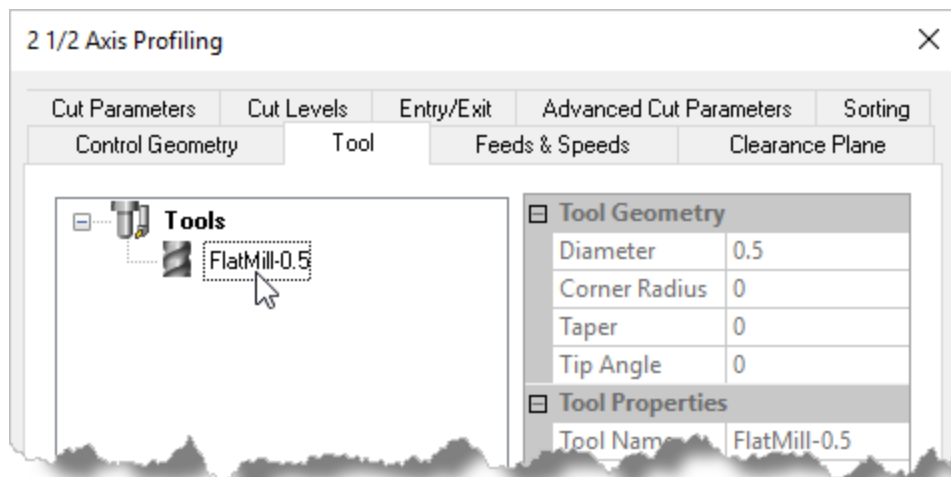 2 1/2 Axis Profiling
Cut Parameters Cut Levels Entry/Exit Advanced Cut Parameters Sorting
Control Geometry Tool Feeds & Speeds Clearance Plane
Tools
FlatMill-0.5
Tool Geometry
Diameter 0.5
Corner Radius 0
Taper 0
Tip Angle 0
Tool Properties
Tool Name FlatMill-0.5